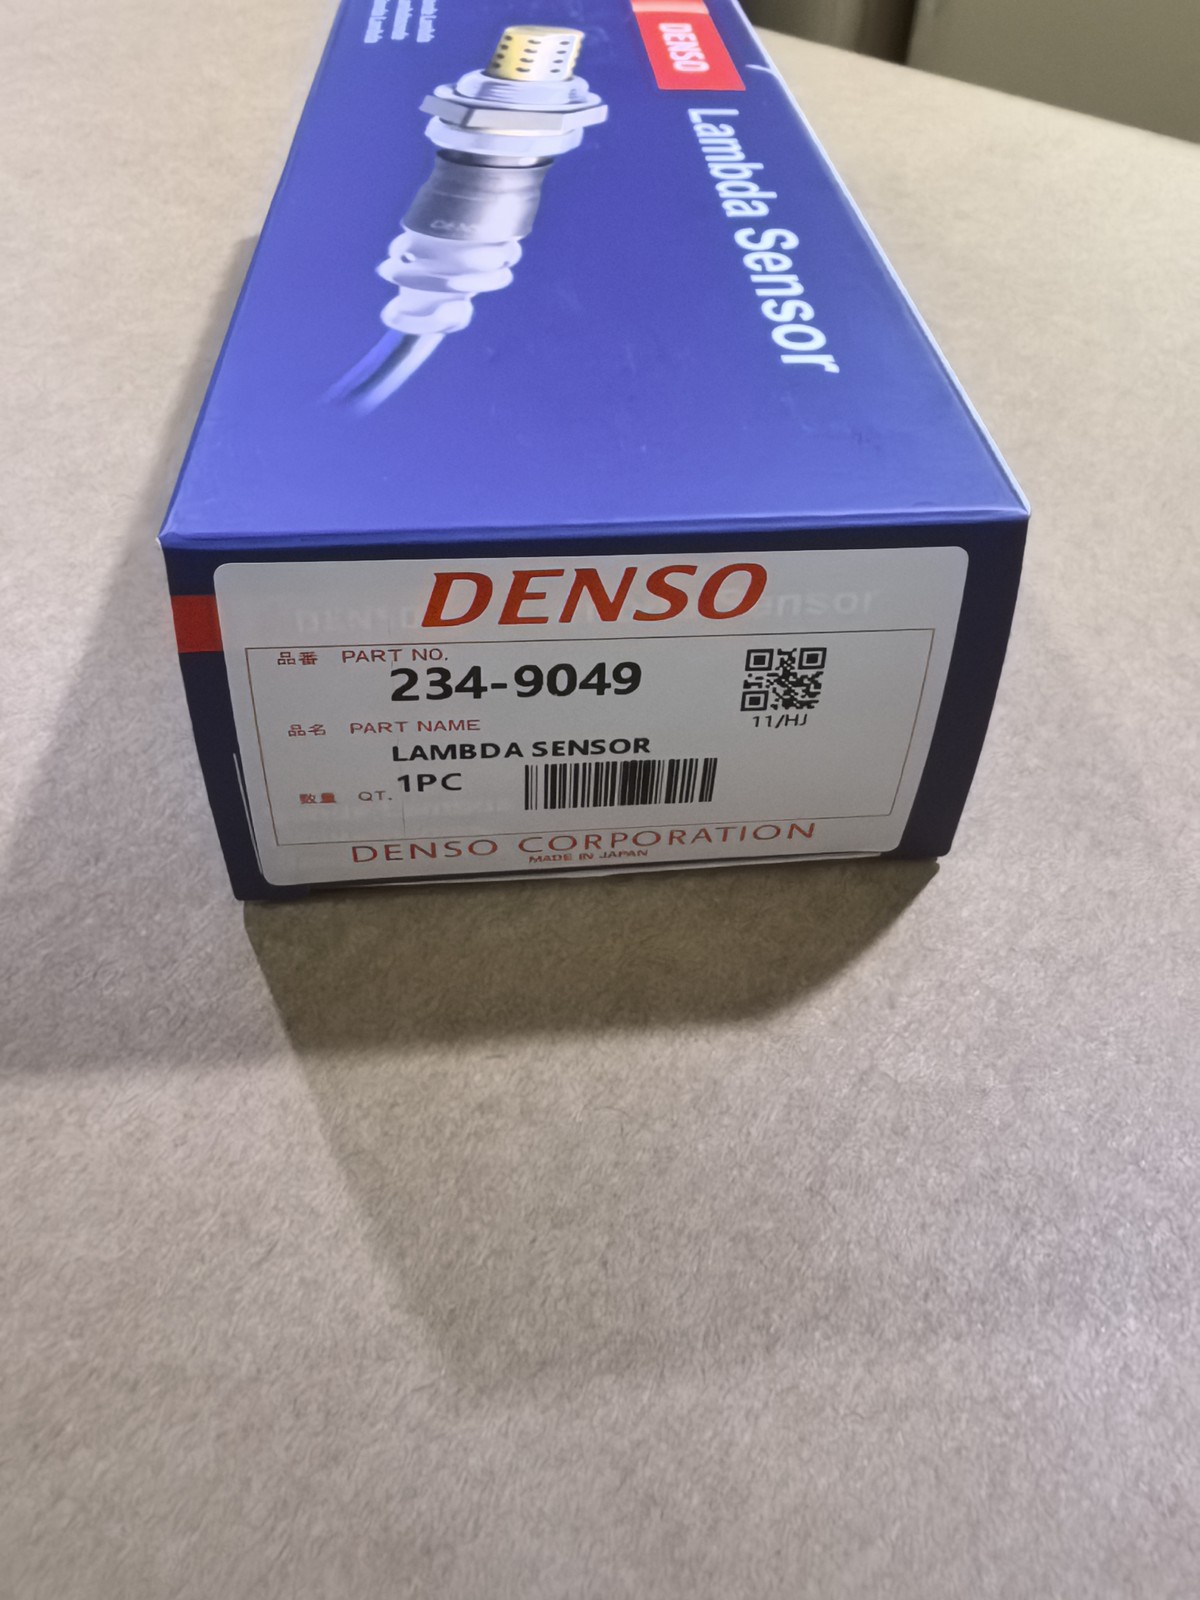 DENSO
Lambda Sensor
DENSO
品番 PART NO.
234-9049
11/HJ
品名 PART NAME
LAMBDA SENSOR
数量 QT. 1PC
DENSO CORPORATION
MADE IN JAPAN